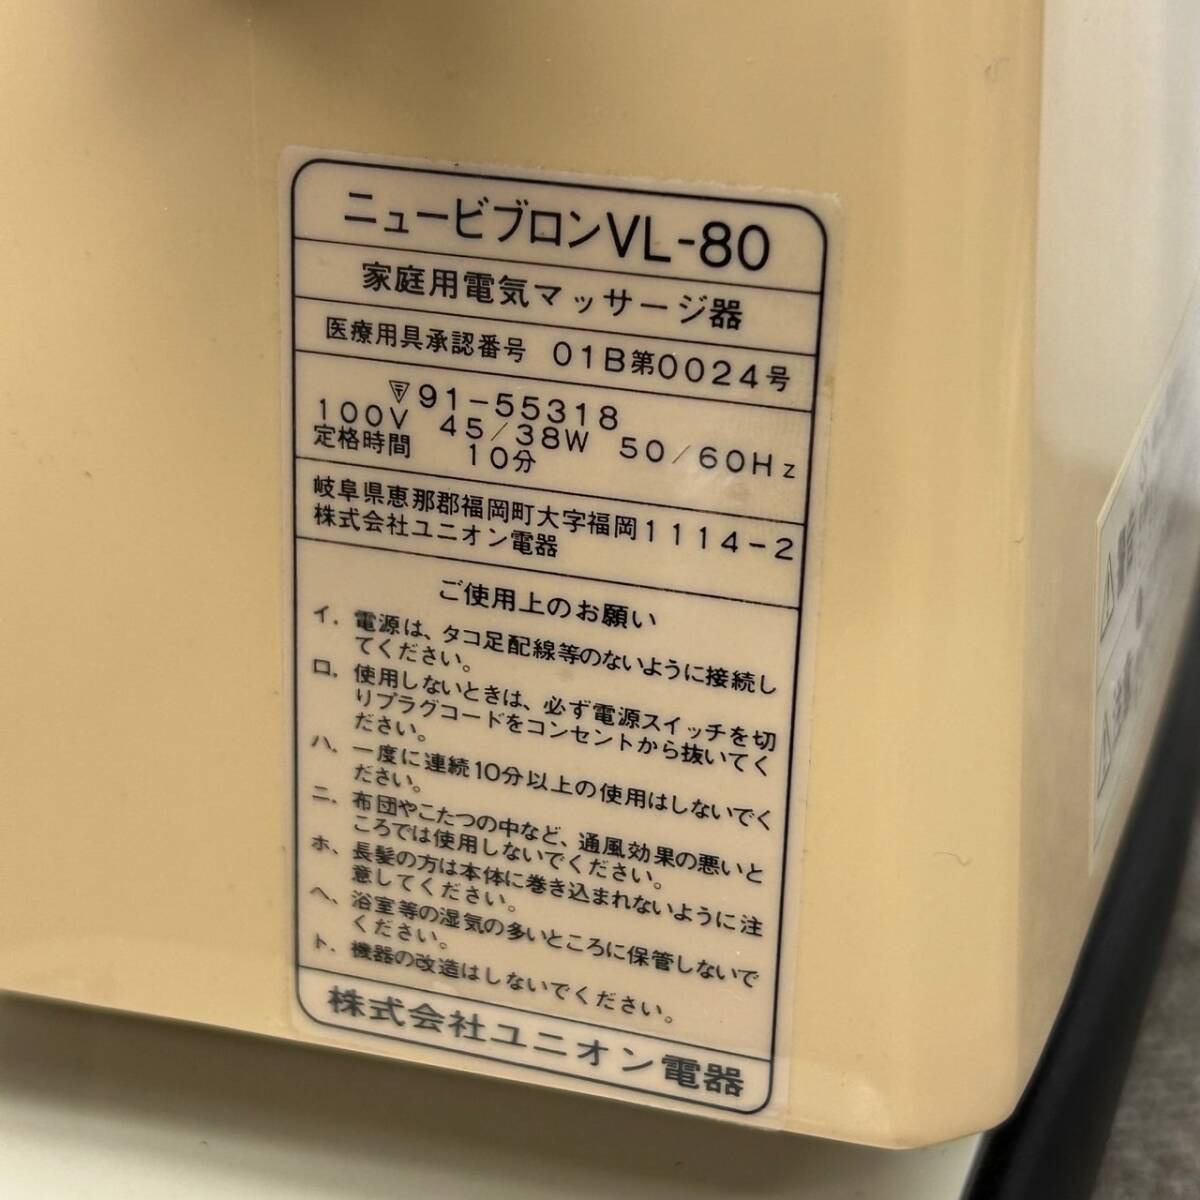 ニュービブロンVL-80
家庭用電気マッサージ器
医療用具承認番号 01B第0024号
91-55318
100V 45/38W 50/60Hz
定格時間 10分
岐阜県恵那郡福岡町大字福岡1114-2
株式会社ユニオン電器
ご使用上のお願い
イ、電源は、タコ足配線等のないように接続し
てください。
ロ、使用しないときは、必ず電源スイッチを切
りプラグコードをコンセントから抜いてく
ださい。
ハ、一度に連続10分以上の使用はしないでく
ださい。
ニ、布団やこたつの中など、通風効果の悪いと
ころでは使用しないでください。
ホ、長髪の方は本体に巻き込まれないように注
意してください。
ヘ、浴室等の湿気の多いところに保管しないで
ください。
ト、機器の改造はしないでください。
株式会社ユニオン電器